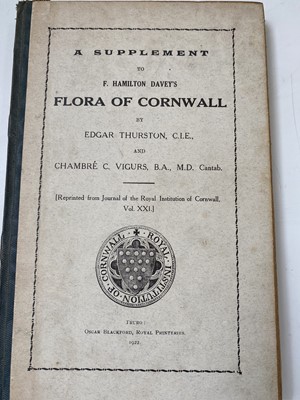 A SUPPLEMENT
TO
F. HAMILTON DAVEY'S
FLORA OF CORNWALL
BY
EDGAR THURSTON, C.I.E.,
AND
CHAMBRÉ C. VIGURS, B.A., M.D. Cantab.
[Reprinted from Journal of the Royal Institution of Cornwall,
Vol. XXI.]
ROYAL INSTITUTION OF CORNWALL
TRURO:
OSCAR BLACKFORD, ROYAL PRINTERIES.
1922.